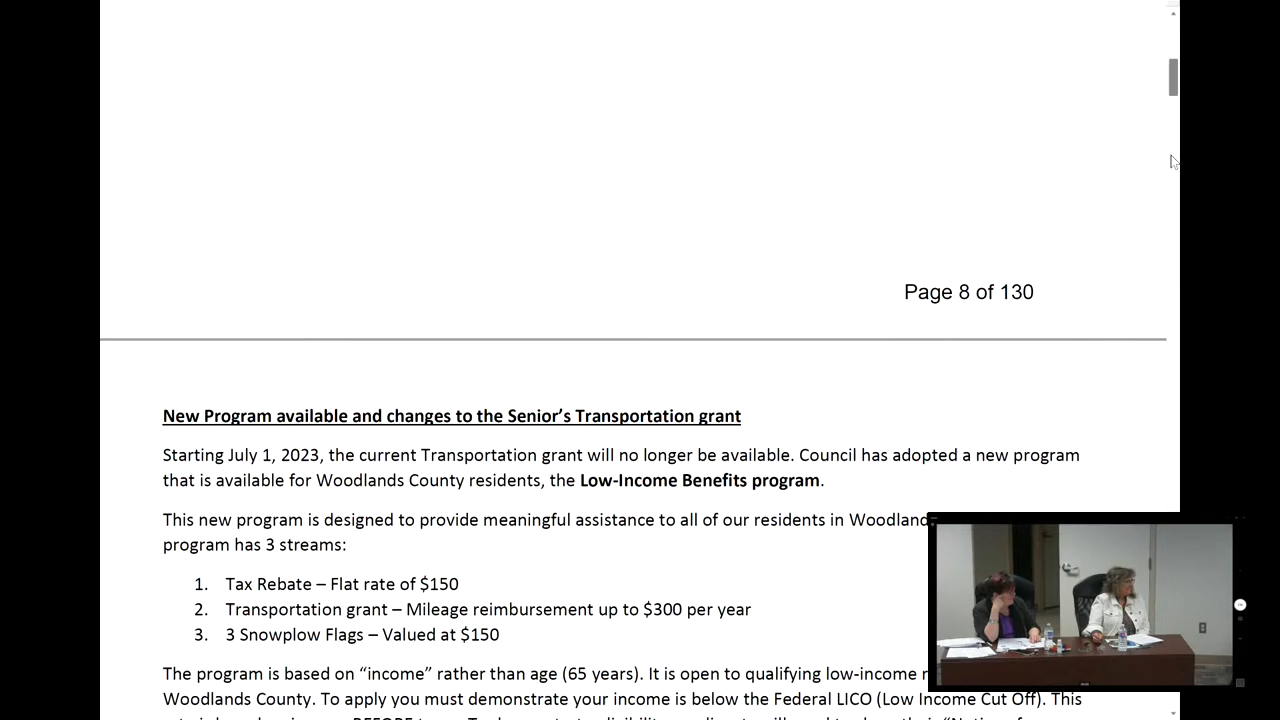 Page 8 of 130
New Program available and changes to the Senior's Transportation grant
Starting July 1, 2023, the current Transportation grant will no longer be available. Council has adopted a new program
that is available for Woodlands County residents, the Low-Income Benefits program.
This new program is designed to provide meaningful assistance to all of our residents in
program has 3 streams:
1. Tax Rebate – Flat rate of $150
2. Transportation grant – Mileage reimbursement up to $300 per year
3. 3 Snowplow Flags – Valued at $150
The program is based on “income” rather than age (65 years). It is open to qualifying low-income
Woodlands County. To apply you must demonstrate your income is below the Federal LICO (Low Income Cut Off). This